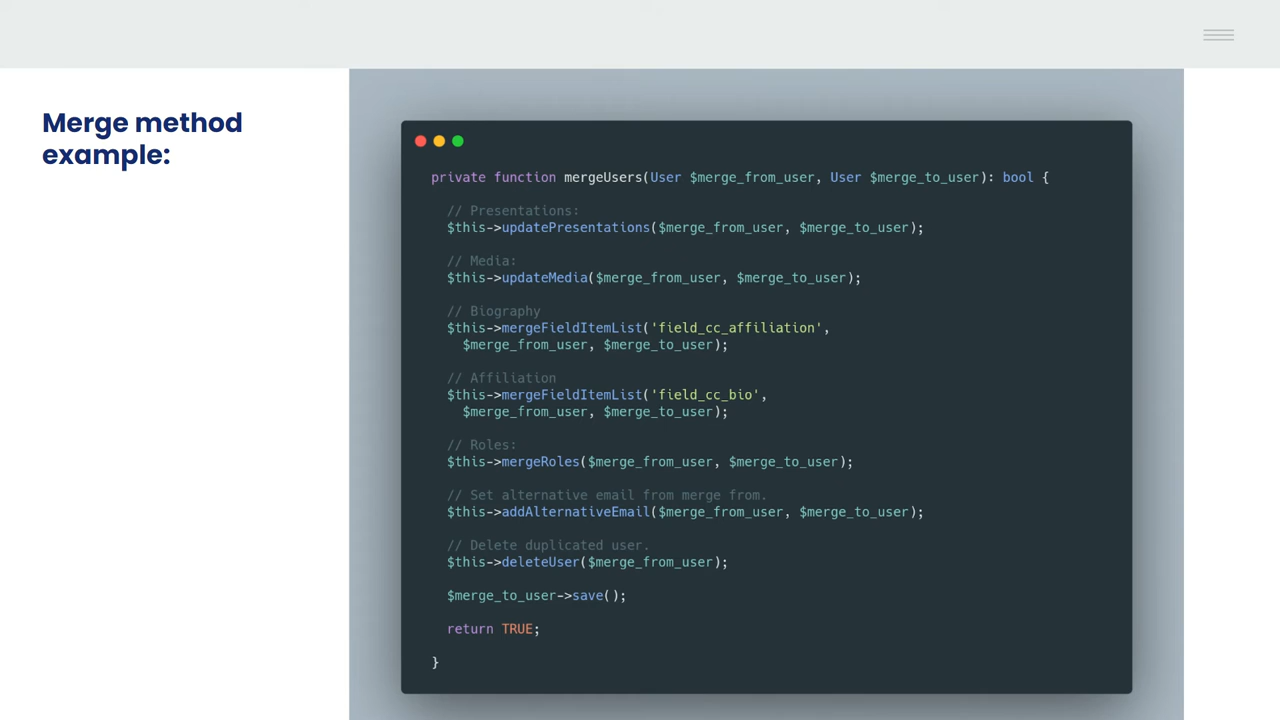 Merge method
example:
private function mergeUsers(User $merge_from_user, User $merge_to_user): bool {
// Presentations:
$this->updatePresentations($merge_from_user, $merge_to_user);
// Media:
$this->updateMedia($merge_from_user, $merge_to_user);
// Biography
$this->mergeFieldItemList('field_cc_affiliation',
$merge_from_user, $merge_to_user);
// Affiliation
$this->mergeFieldItemList('field_cc_bio',
$merge_from_user, $merge_to_user);
// Roles:
$this->mergeRoles($merge_from_user, $merge_to_user);
// Set alternative email from merge from.
$this->addAlternativeEmail($merge_from_user, $merge_to_user);
// Delete duplicated user.
$this->deleteUser($merge_from_user);
$merge_to_user->save();
return TRUE;
}